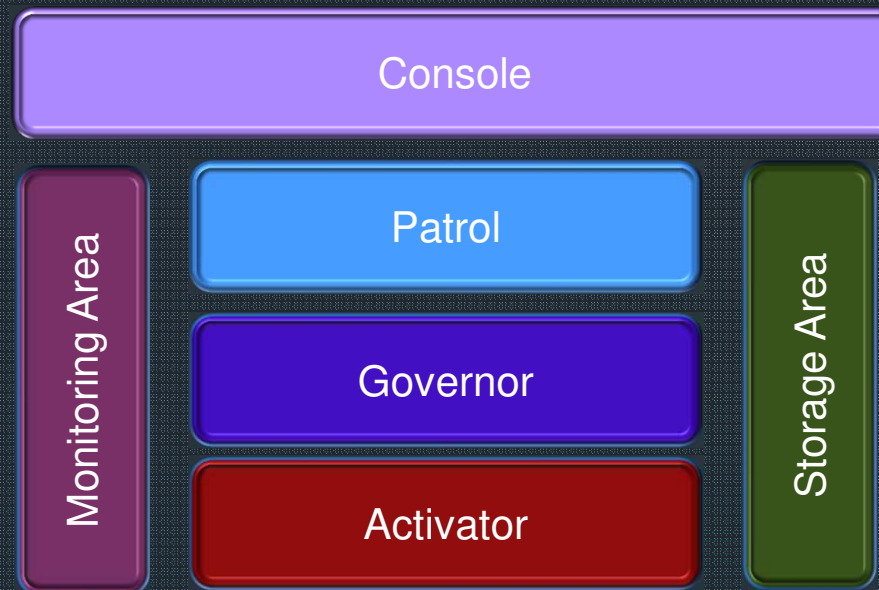 Console
Monitoring Area
Patrol
Governor
Activator
Storage Area